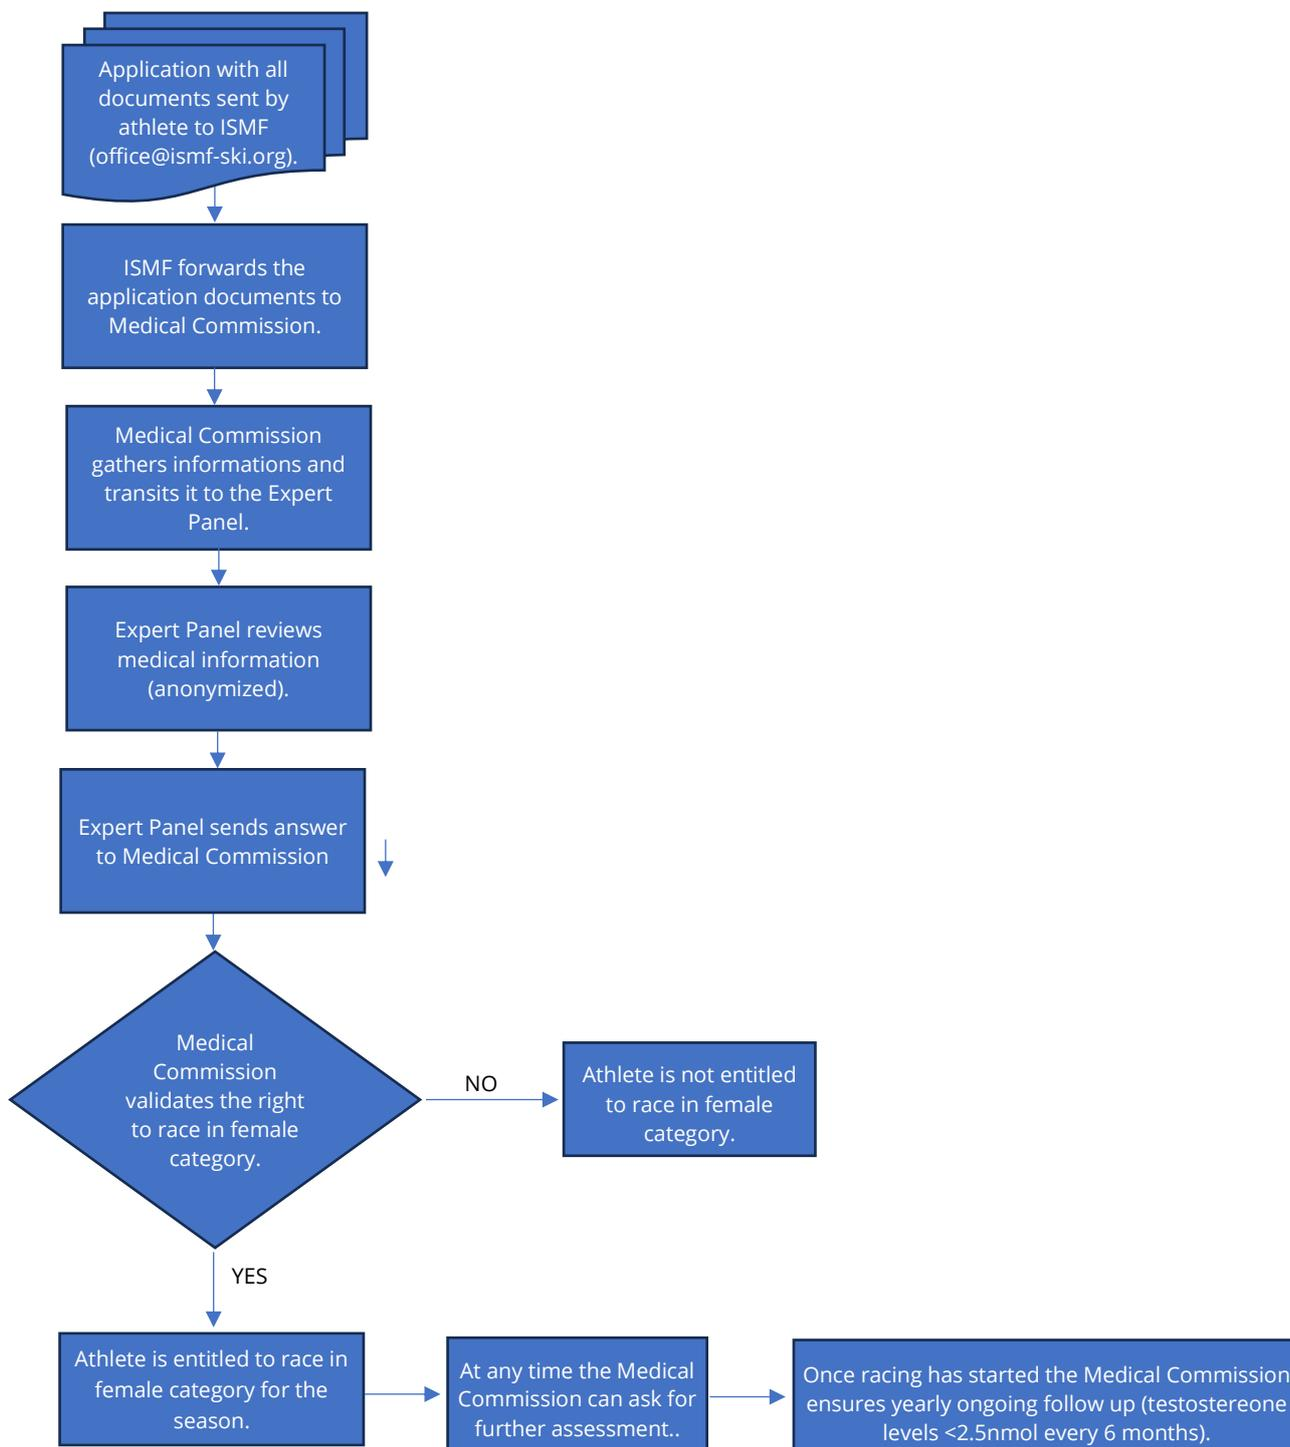 Application with all
documents sent by
athlete to ISMF
(office@ismf-ski.org).
ISMF forwards the
application documents to
Medical Commission.
Medical Commission
gathers informations and
transits it to the Expert
Panel.
Expert Panel reviews
medical information
(anonymized).
Expert Panel sends answer
to Medical Commission
Medical
Commission
validates the right
to race in female
category.
NO
Athlete is not entitled
to race in female
category.
YES
Athlete is entitled to race in
female category for the
season.
At any time the Medical
Commission can ask for
further assessment..
Once racing has started the Medical Commission
ensures yearly ongoing follow up (testostereone
levels <2.5nmol every 6 months).